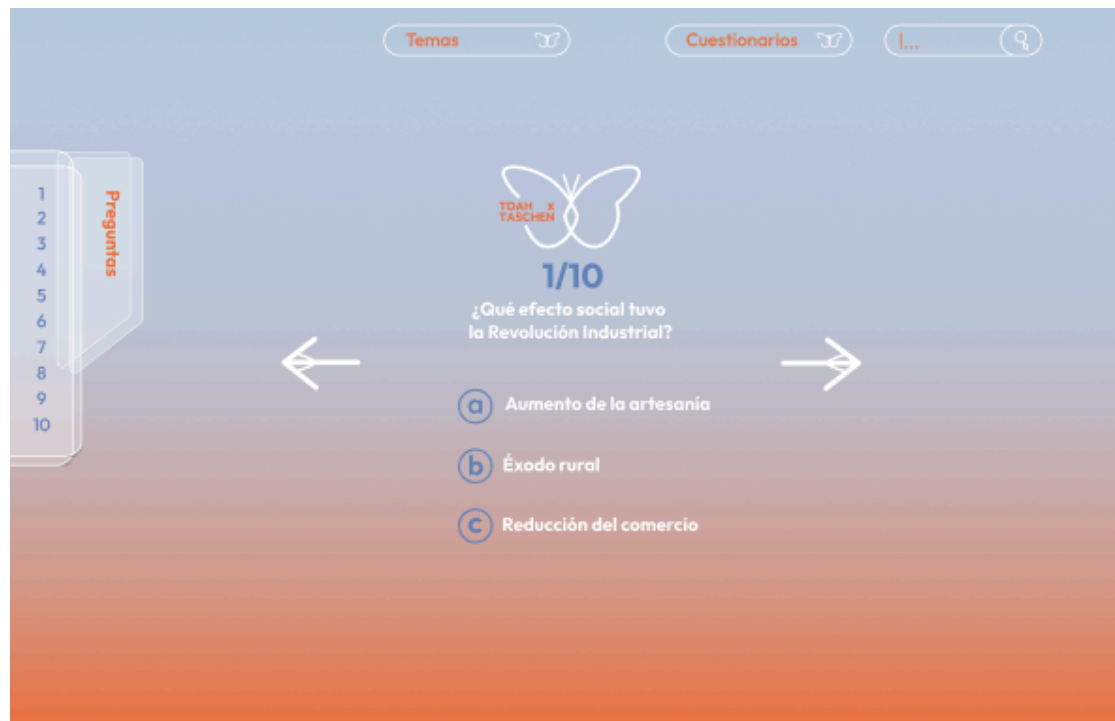 Temas
Cuestionarios
|...
1
2
3
4
5
6
7
8
9
10
Preguntas
TDAH x
TASCHEN
1/10
¿Qué efecto social tuvo
la Revolución Industrial?
a Aumento de la artesanía
b Éxodo rural
c Reducción del comercio